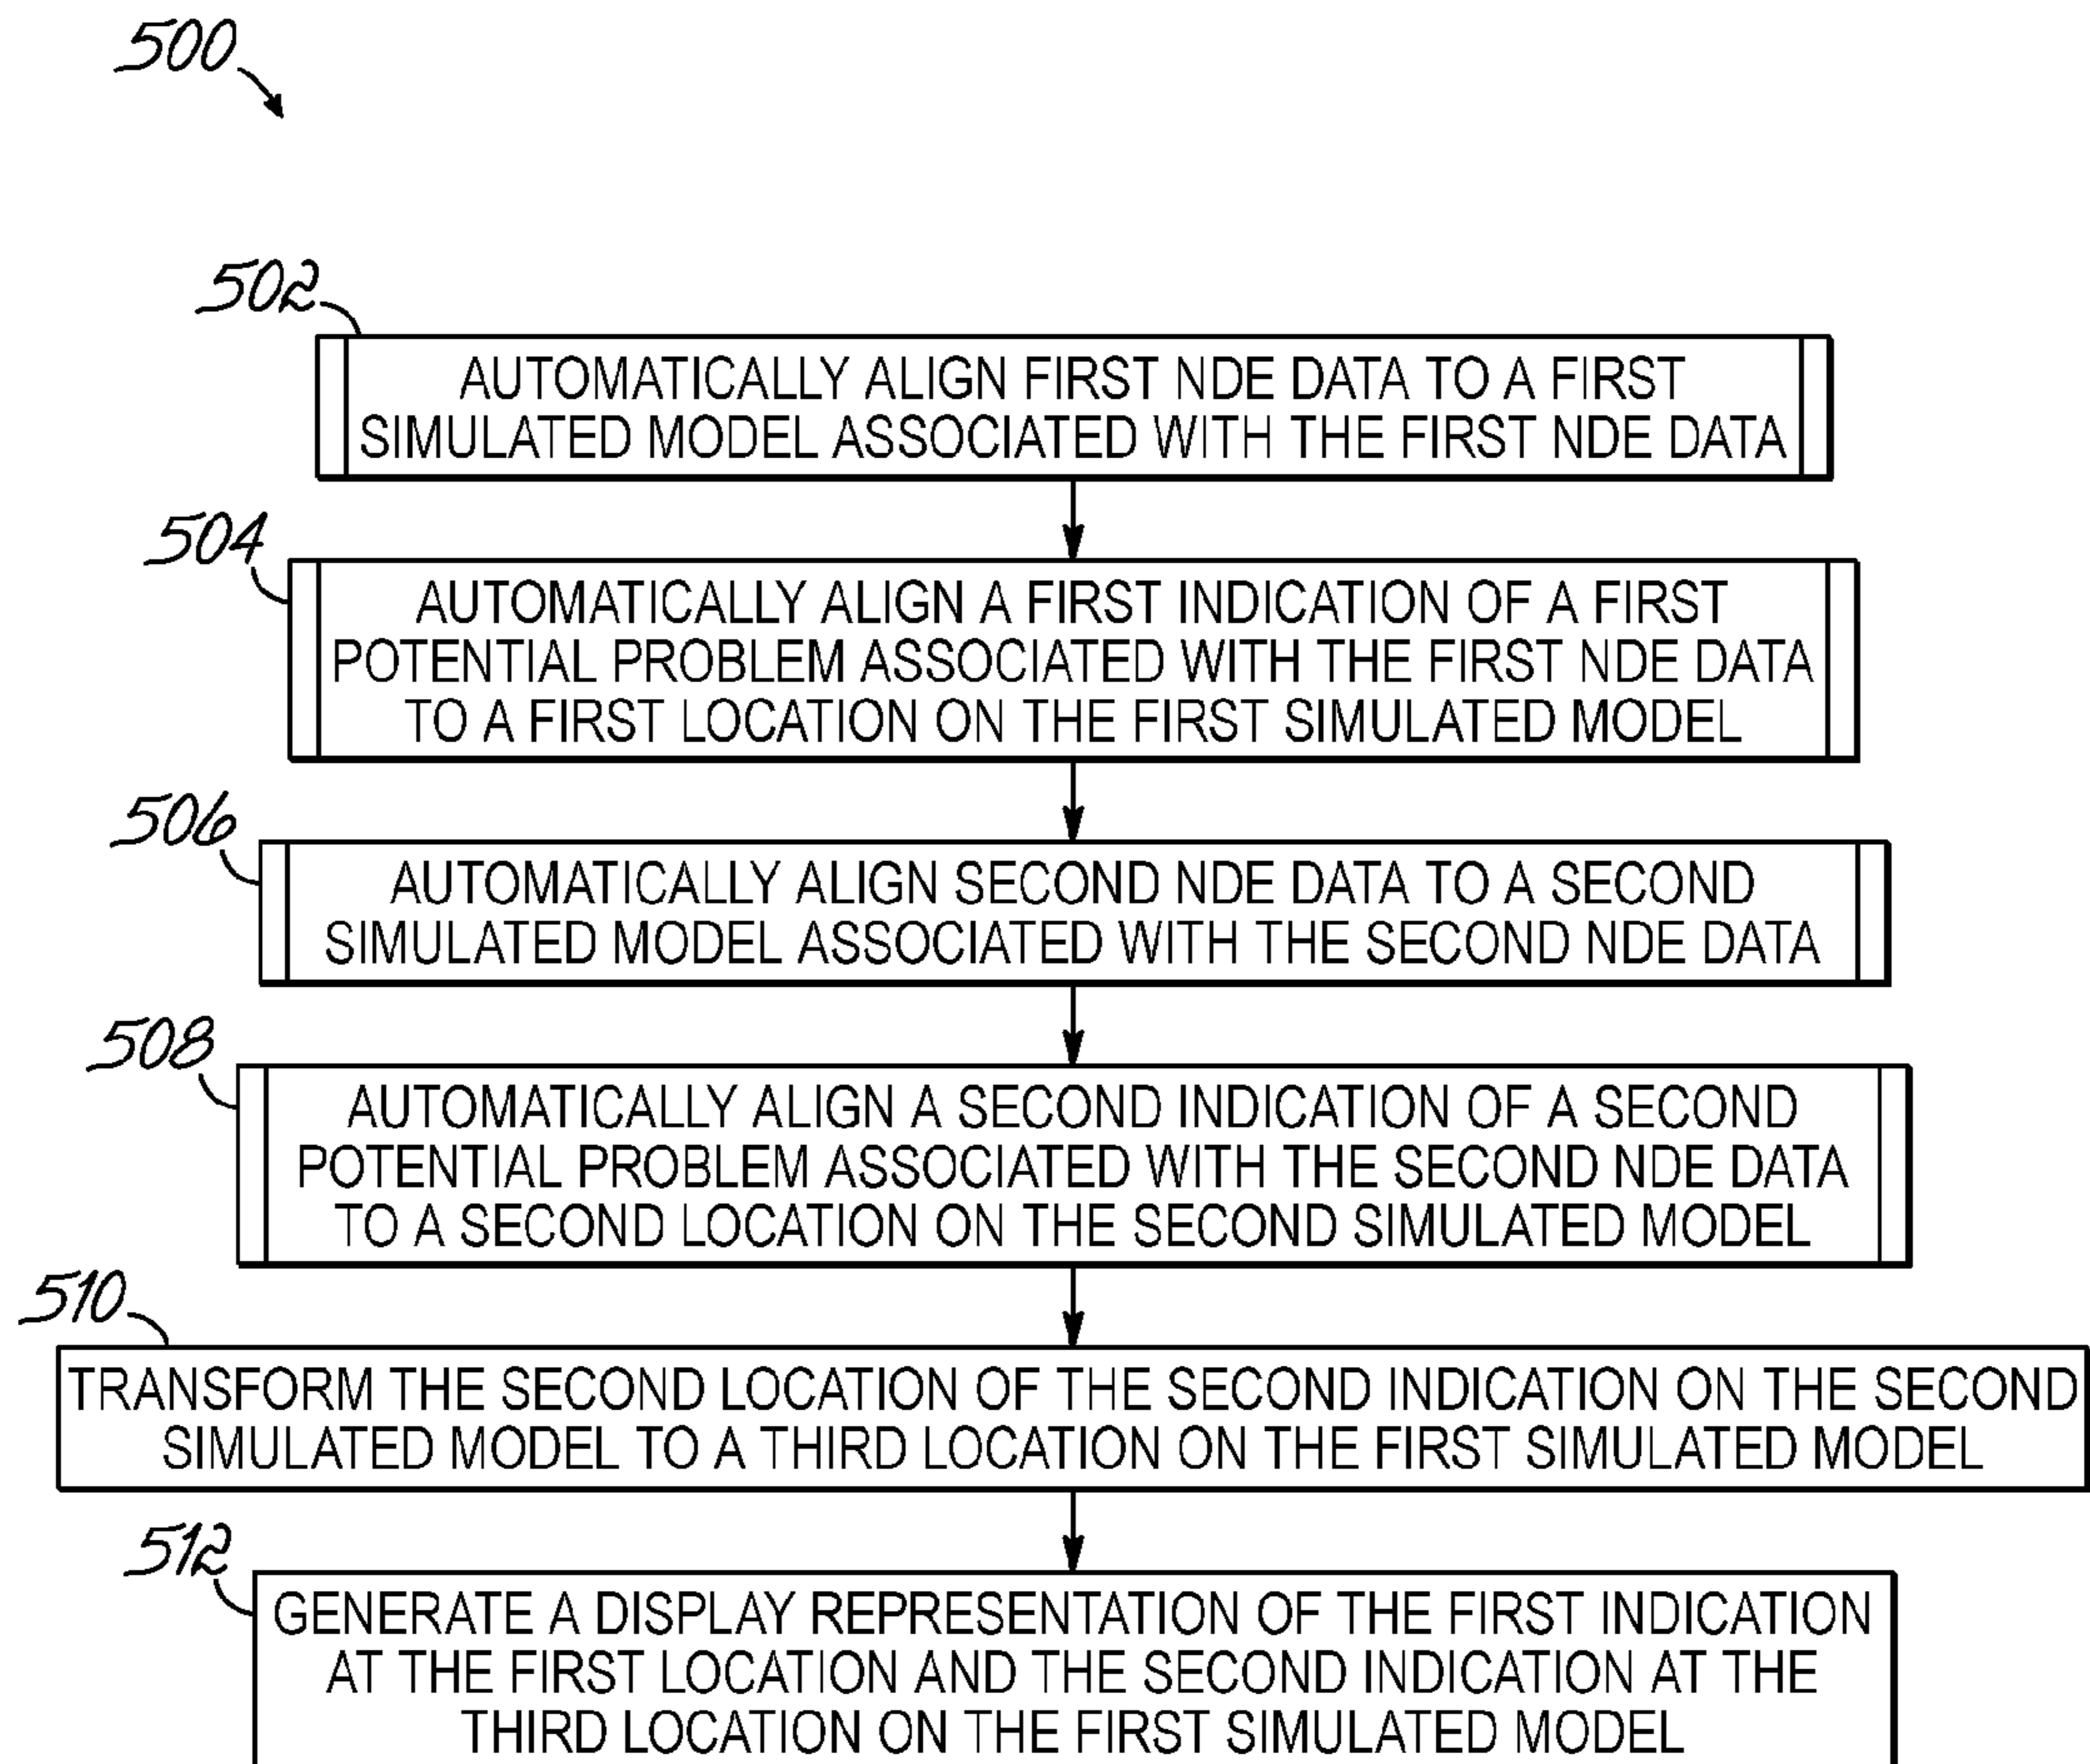 500
502
AUTOMATICALLY ALIGN FIRST NDE DATA TO A FIRST
SIMULATED MODEL ASSOCIATED WITH THE FIRST NDE DATA
504
AUTOMATICALLY ALIGN A FIRST INDICATION OF A FIRST
POTENTIAL PROBLEM ASSOCIATED WITH THE FIRST NDE DATA
TO A FIRST LOCATION ON THE FIRST SIMULATED MODEL
506
AUTOMATICALLY ALIGN SECOND NDE DATA TO A SECOND
SIMULATED MODEL ASSOCIATED WITH THE SECOND NDE DATA
508
AUTOMATICALLY ALIGN A SECOND INDICATION OF A SECOND
POTENTIAL PROBLEM ASSOCIATED WITH THE SECOND NDE DATA
TO A SECOND LOCATION ON THE SECOND SIMULATED MODEL
510
TRANSFORM THE SECOND LOCATION OF THE SECOND INDICATION ON THE SECOND
SIMULATED MODEL TO A THIRD LOCATION ON THE FIRST SIMULATED MODEL
512
GENERATE A DISPLAY REPRESENTATION OF THE FIRST INDICATION
AT THE FIRST LOCATION AND THE SECOND INDICATION AT THE
THIRD LOCATION ON THE FIRST SIMULATED MODEL